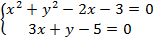 x² + y² − 2x − 3 = 0
3x + y − 5 = 0